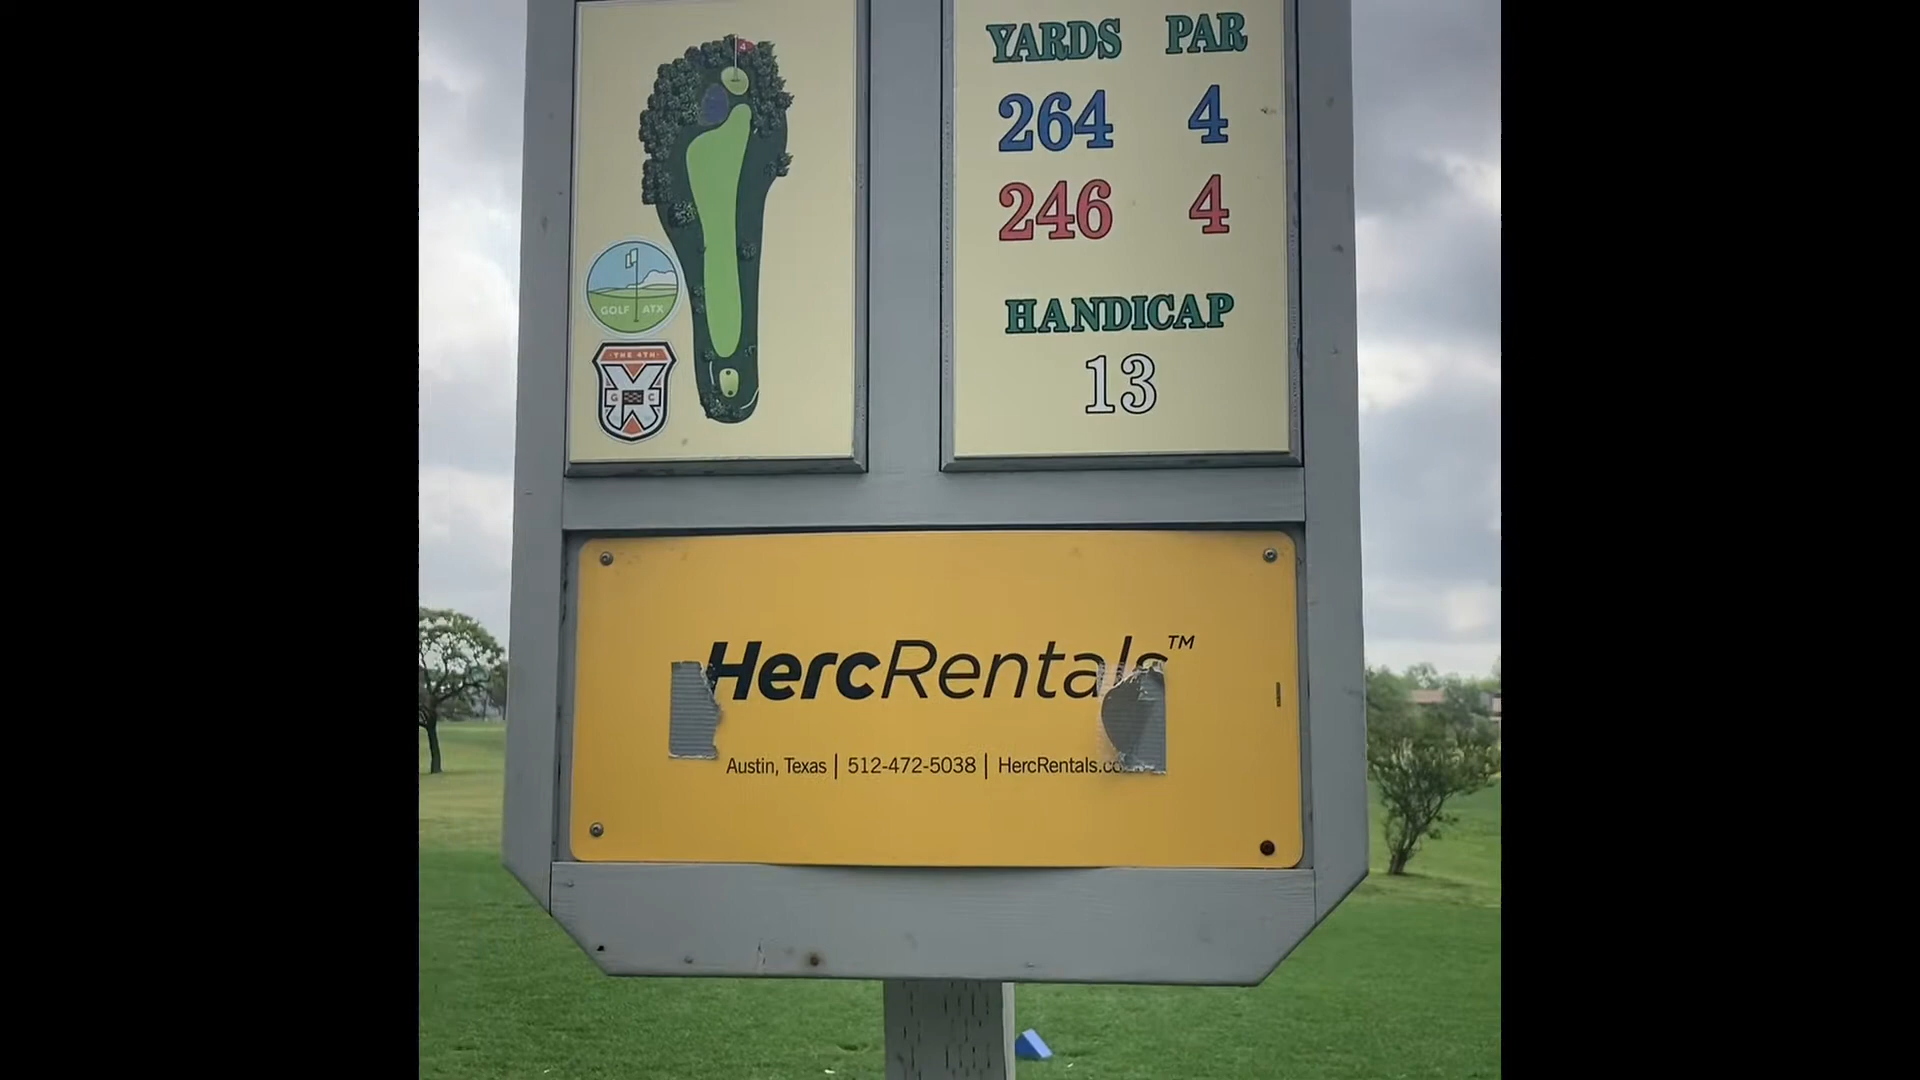 4
GOLF ATX
THE 4TH
G C
YARDS PAR
264 4
246 4
HANDICAP
13
HercRentals™
Austin, Texas | 512-472-5038 | HercRentals.co